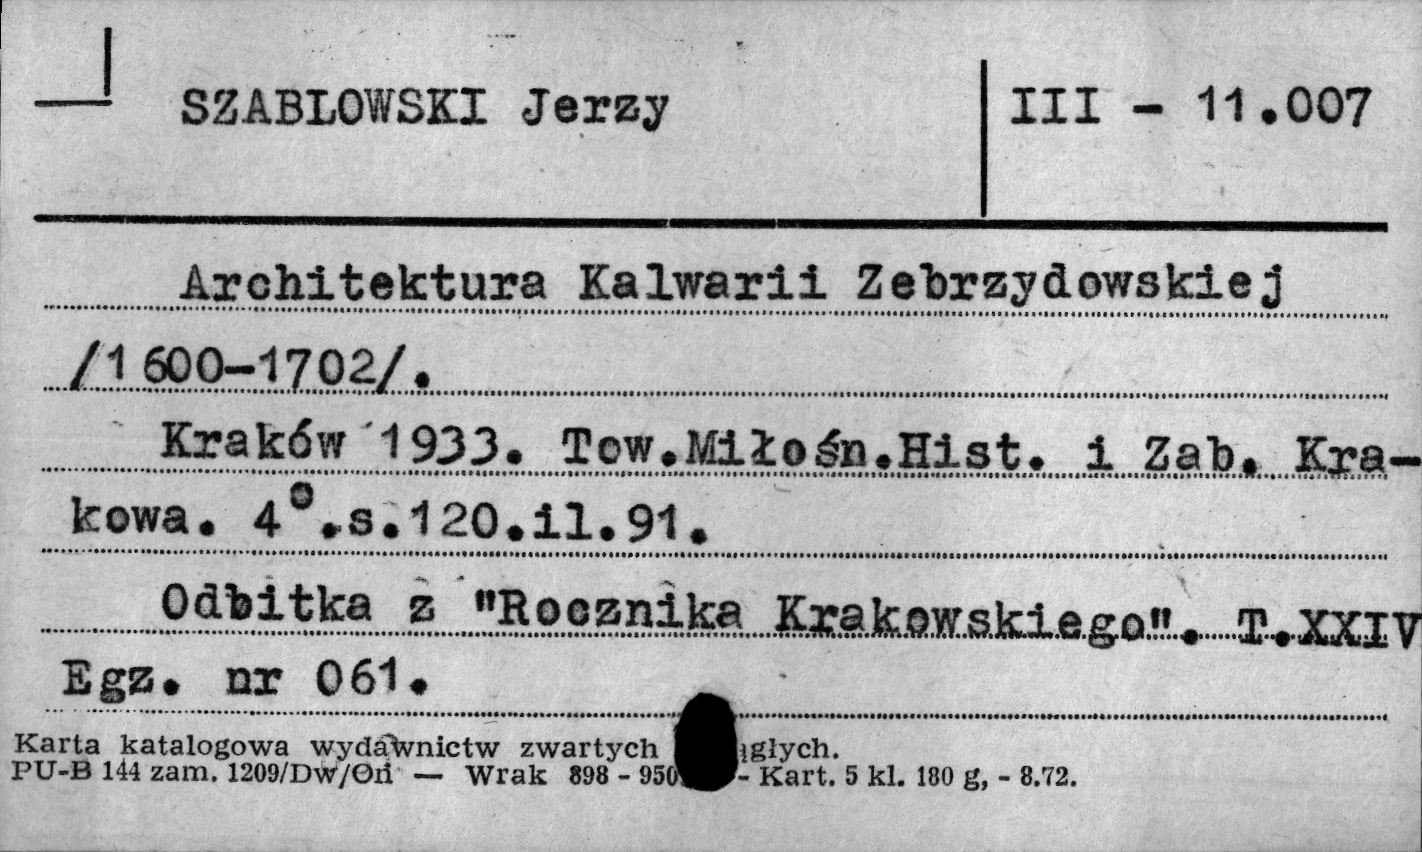 SZABLOWSKI Jerzy
III - 11.007
Architektura Kalwarii Zebrzydowskiej
/1600-1702/.
Kraków 1933. Tow.Miłośn.Hist. i Zab. Kra-
kowa. 4°.s.120.il.91.
Odbitka z "Rocznika Krakowskiego". T.XXIV
Egz. nr 061.
Karta katalogowa wydawnictw zwartych
PU-B 144 zam. 1209/Dw/Oń — Wrak 898 - 950 - Kart. 5 kl. 180 g, - 8.72.